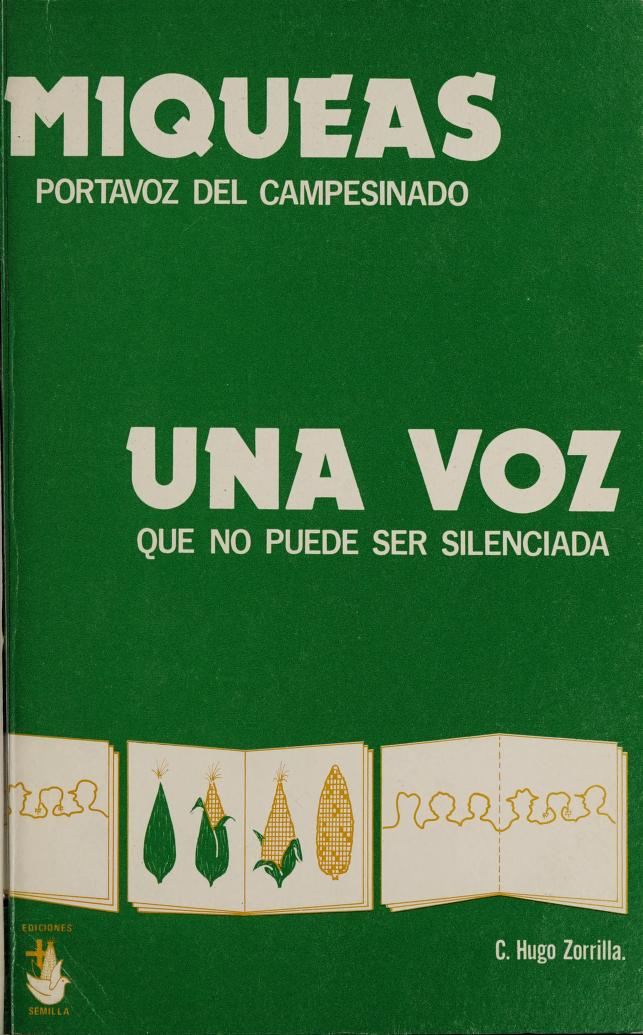 MIQUEAS
PORTAVOZ DEL CAMPESINADO
UNA VOZ
QUE NO PUEDE SER SILENCIADA
EDICIONES
SEMILLA
C. Hugo Zorrilla.